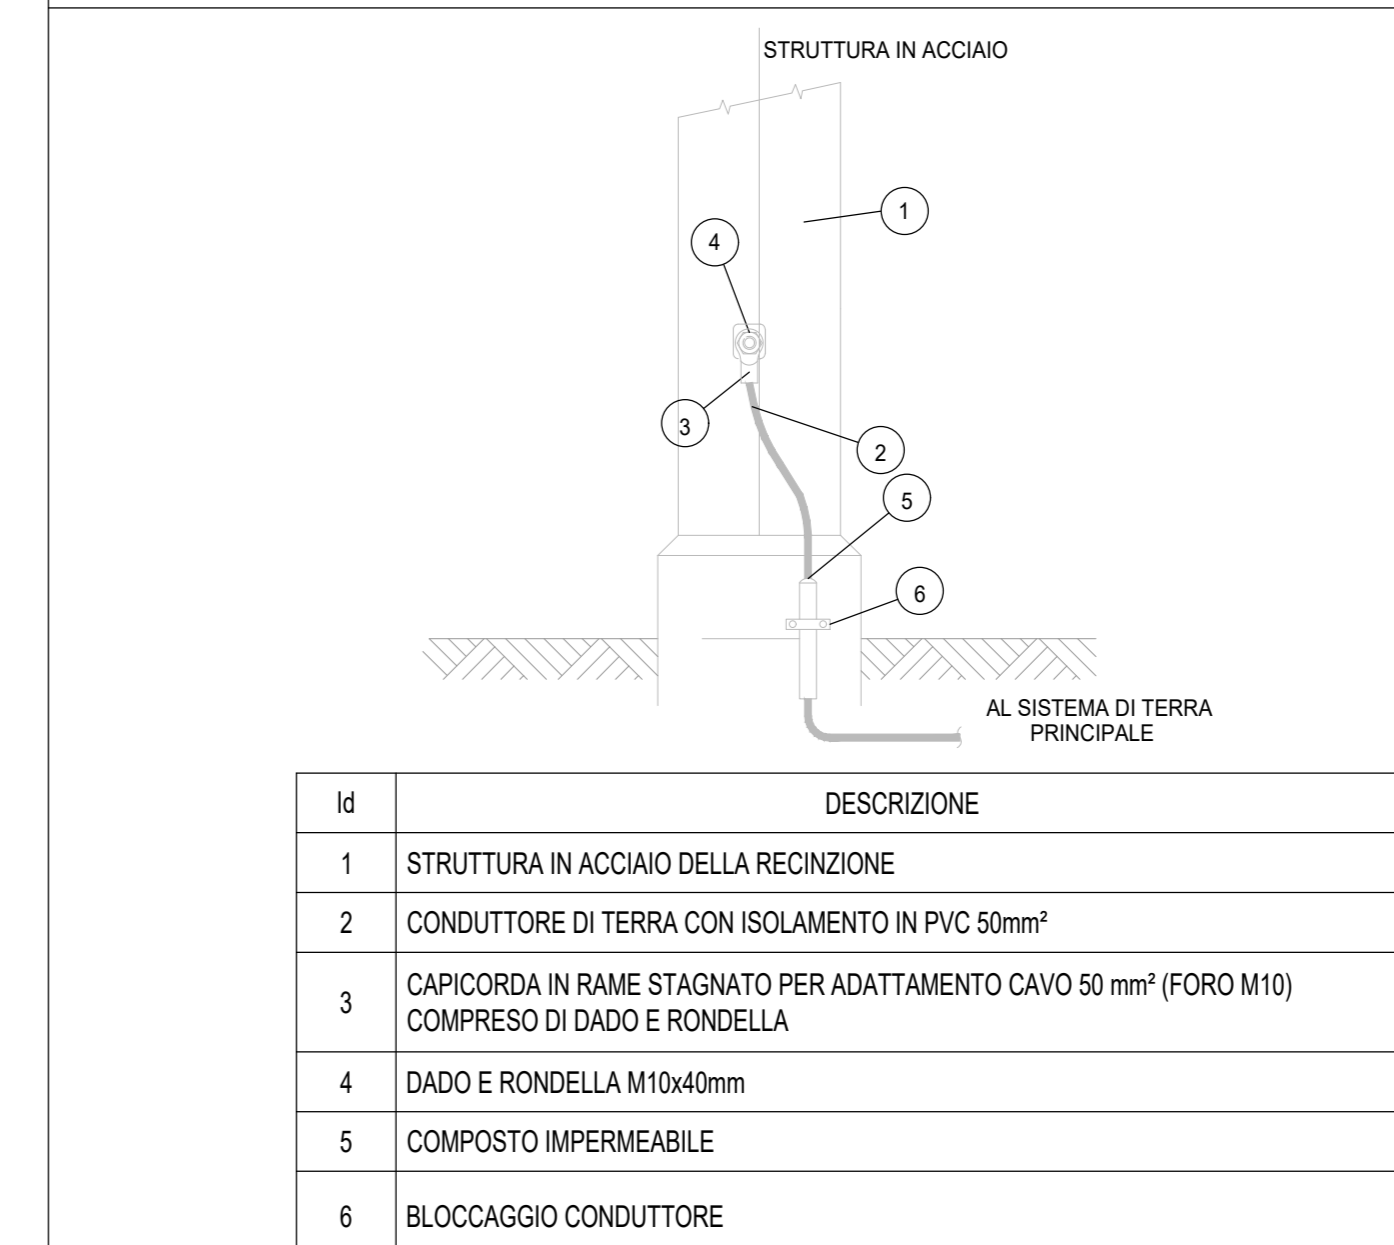 STRUTTURA IN ACCIAIO
1
4
3
2
5
6
AL SISTEMA DI TERRA
PRINCIPALE
Id DESCRIZIONE
1 STRUTTURA IN ACCIAIO DELLA RECINZIONE
2 CONDUTTORE DI TERRA CON ISOLAMENTO IN PVC 50mm²
3 CAPICORDA IN RAME STAGNATO PER ADATTAMENTO CAVO 50 mm² (FORO M10)
COMPRESO DI DADO E RONDELLA
4 DADO E RONDELLA M10x40mm
5 COMPOSTO IMPERMEABILE
6 BLOCCAGGIO CONDUTTORE